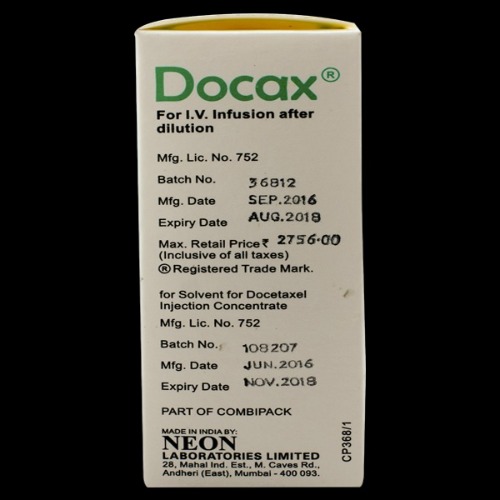 Docax®
For I.V. Infusion after
dilution
Mfg. Lic. No. 752
Batch No. 36812
Mfg. Date SEP.2016
Expiry Date AUG.2018
Max. Retail Price ₹ 2756.00
(Inclusive of all taxes)
® Registered Trade Mark.
for Solvent for Docetaxel
Injection Concentrate
Mfg. Lic. No. 752
Batch No. 108207
Mfg. Date JUN.2016
Expiry Date NOV.2018
PART OF COMBIPACK
MADE IN INDIA BY:
NEON
LABORATORIES LIMITED
28, Mahal Ind. Est., M. Caves Rd.,
Andheri (East), Mumbai - 400 093.
CP368/1